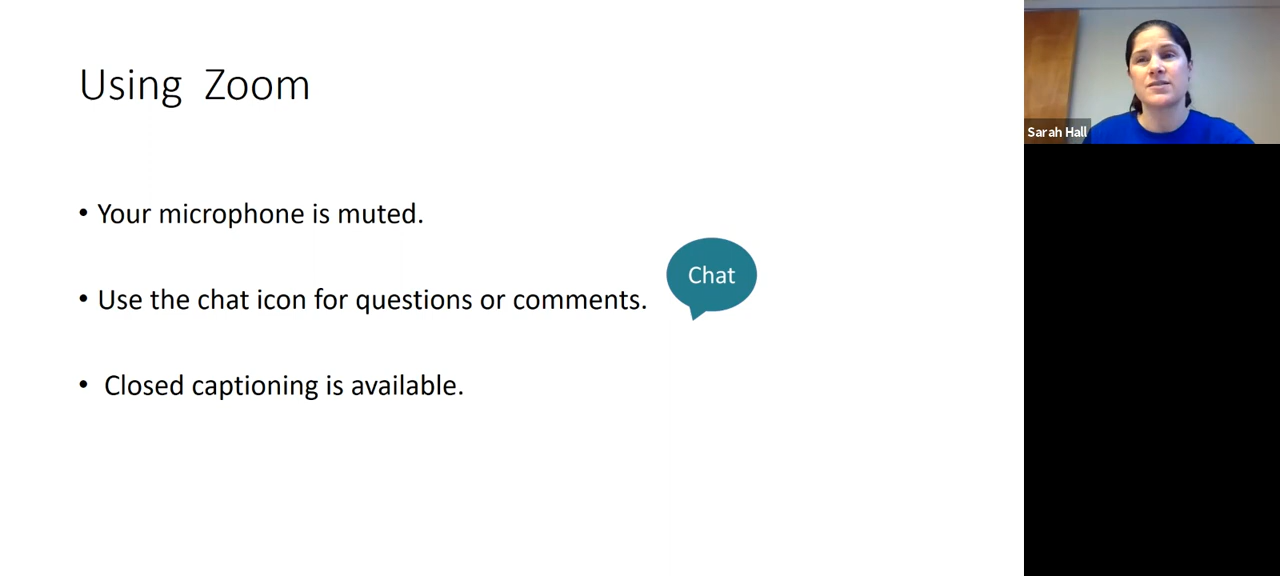 Using Zoom
• Your microphone is muted.
• Use the chat icon for questions or comments.
Chat
• Closed captioning is available.
Sarah Hall